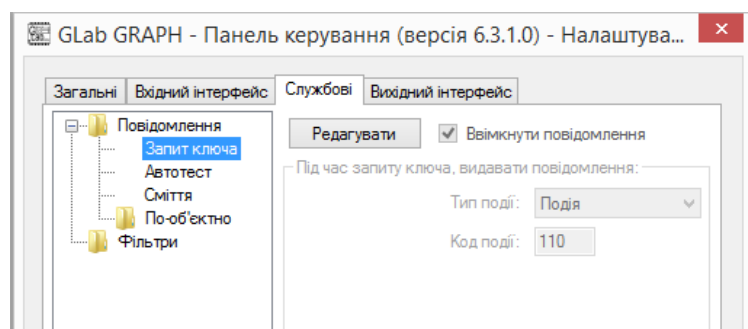 GLab GRAPH - Панель керування (версія 6.3.1.0) - Налаштува...
Загальні Вхідний інтерфейс Службові Вихідний інтерфейс
Повідомлення
Запит ключа
Автотест
Сміття
По-об'єктно
Фільтри
Редагувати Ввімкнути повідомлення
Під час запиту ключа, видавати повідомлення:
Тип події: Подія
Код події: 110